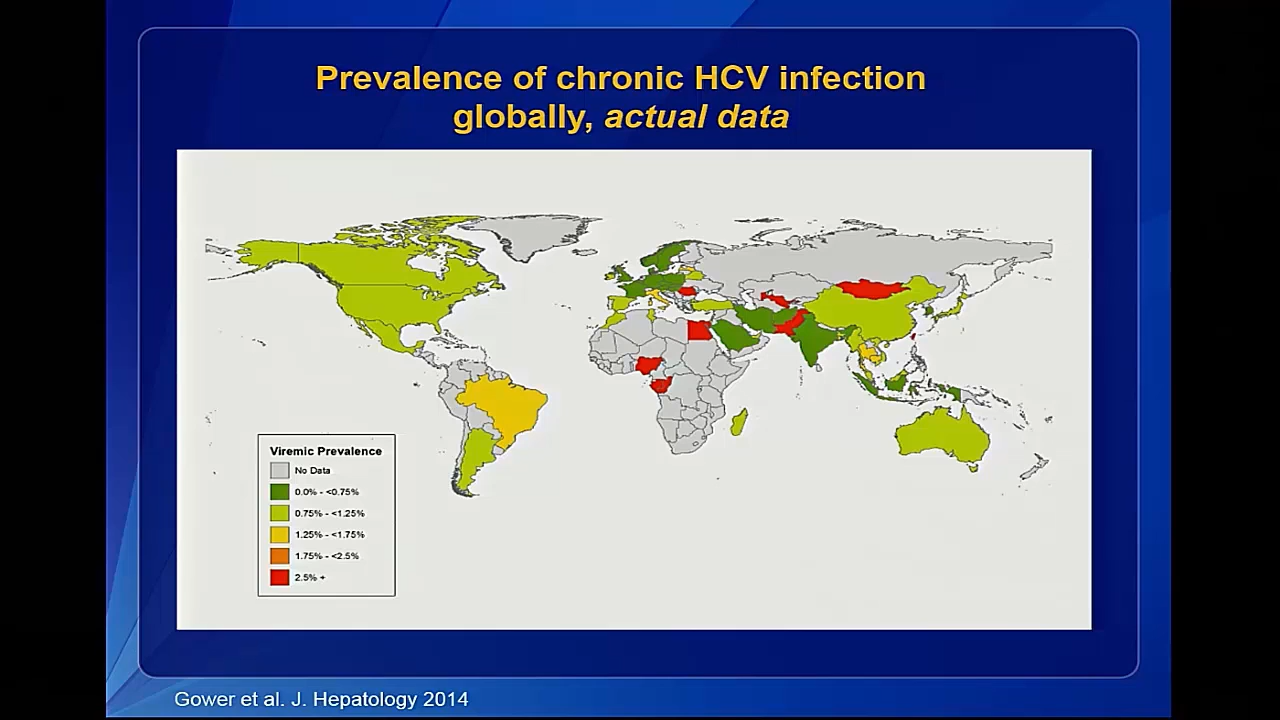 Prevalence of chronic HCV infection
globally, actual data
Viremic Prevalence
No Data
0.0% - <0.75%
0.75% - <1.25%
1.25% - <1.75%
1.75% - <2.5%
2.5% +
Gower et al. J. Hepatology 2014